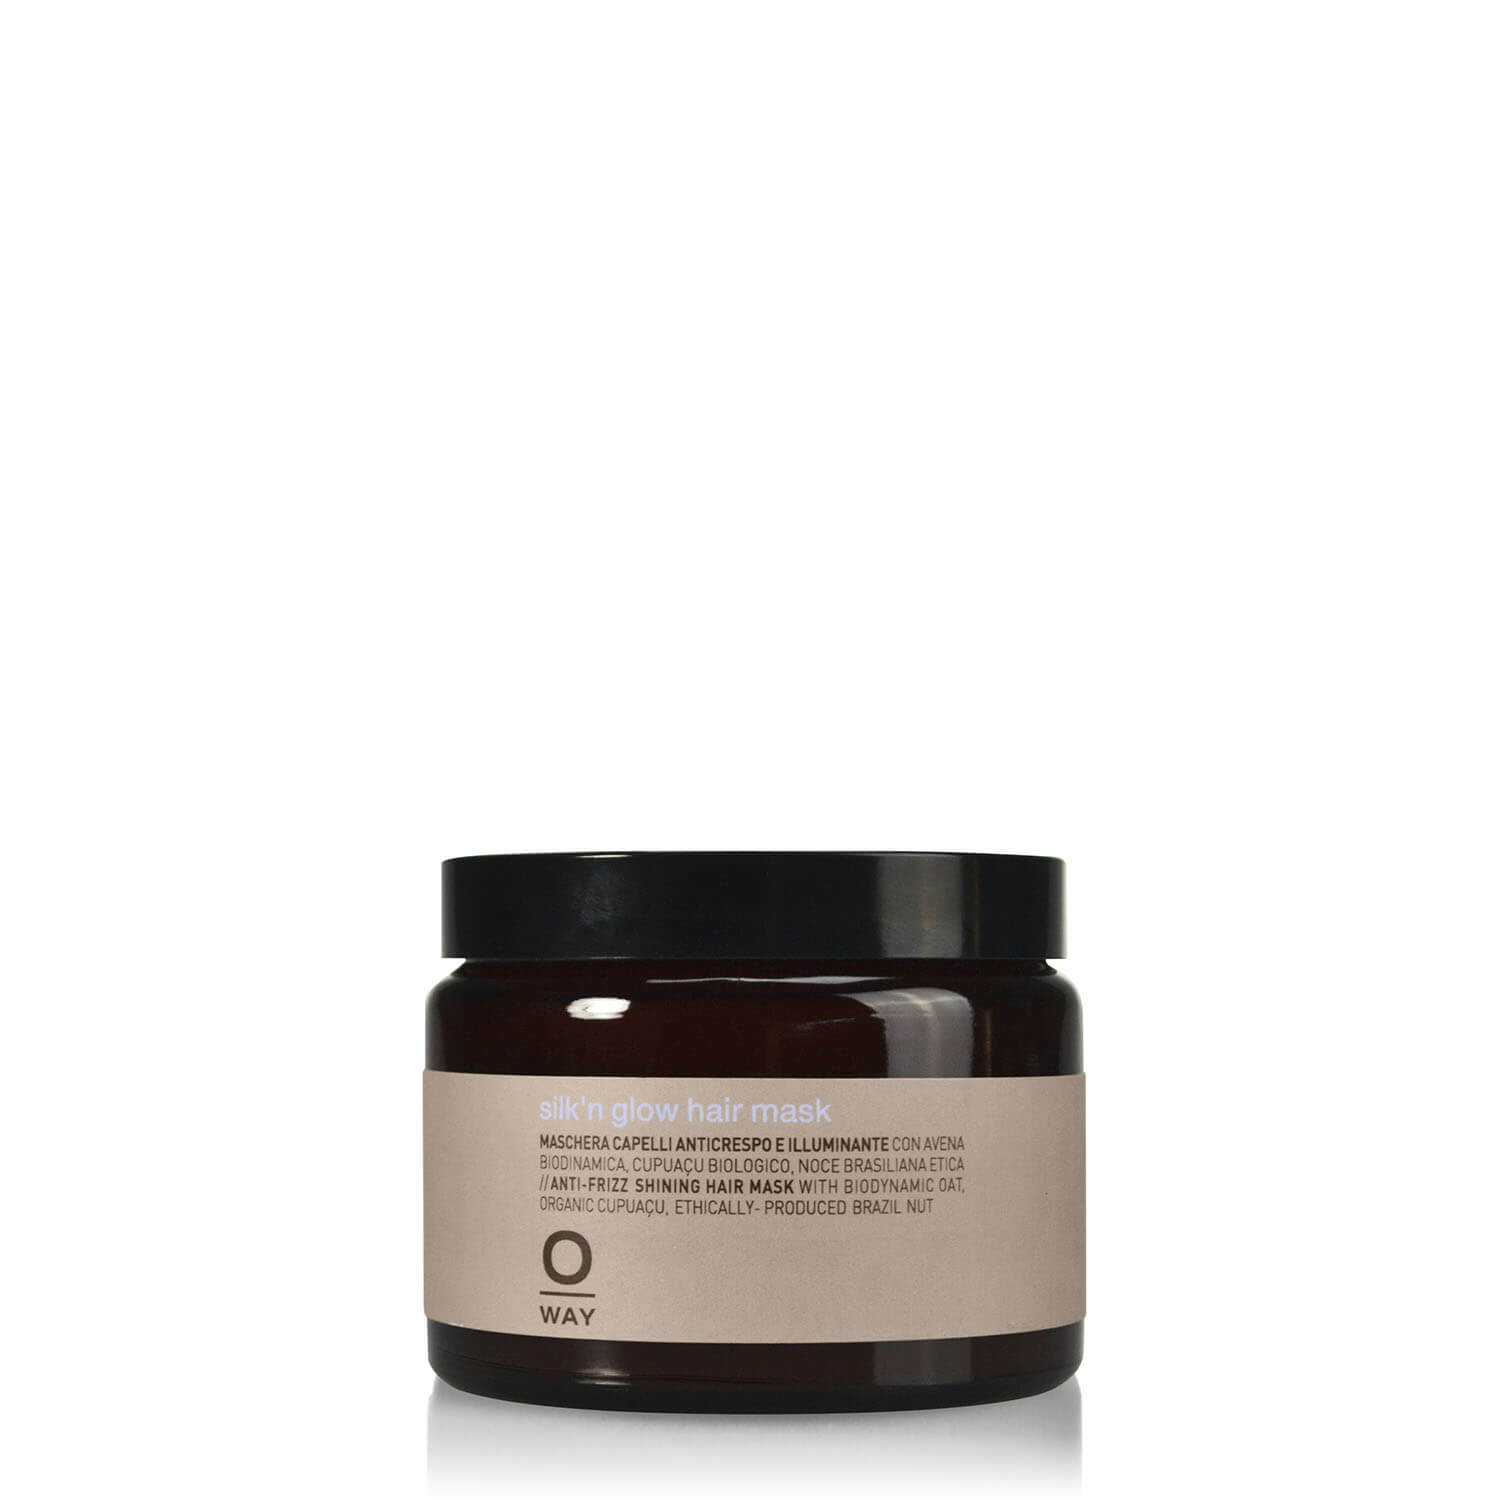 silk'n glow hair mask
MASCHERA CAPELLI ANTICRESPO E ILLUMINANTE CON AVENA
BIODINAMICA, CUPUAÇU BIOLOGICO, NOCE BRASILIANA ETICA
//ANTI-FRIZZ SHINING HAIR MASK WITH BIODYNAMIC OAT,
ORGANIC CUPUAÇU, ETHICALLY- PRODUCED BRAZIL NUT
O
WAY